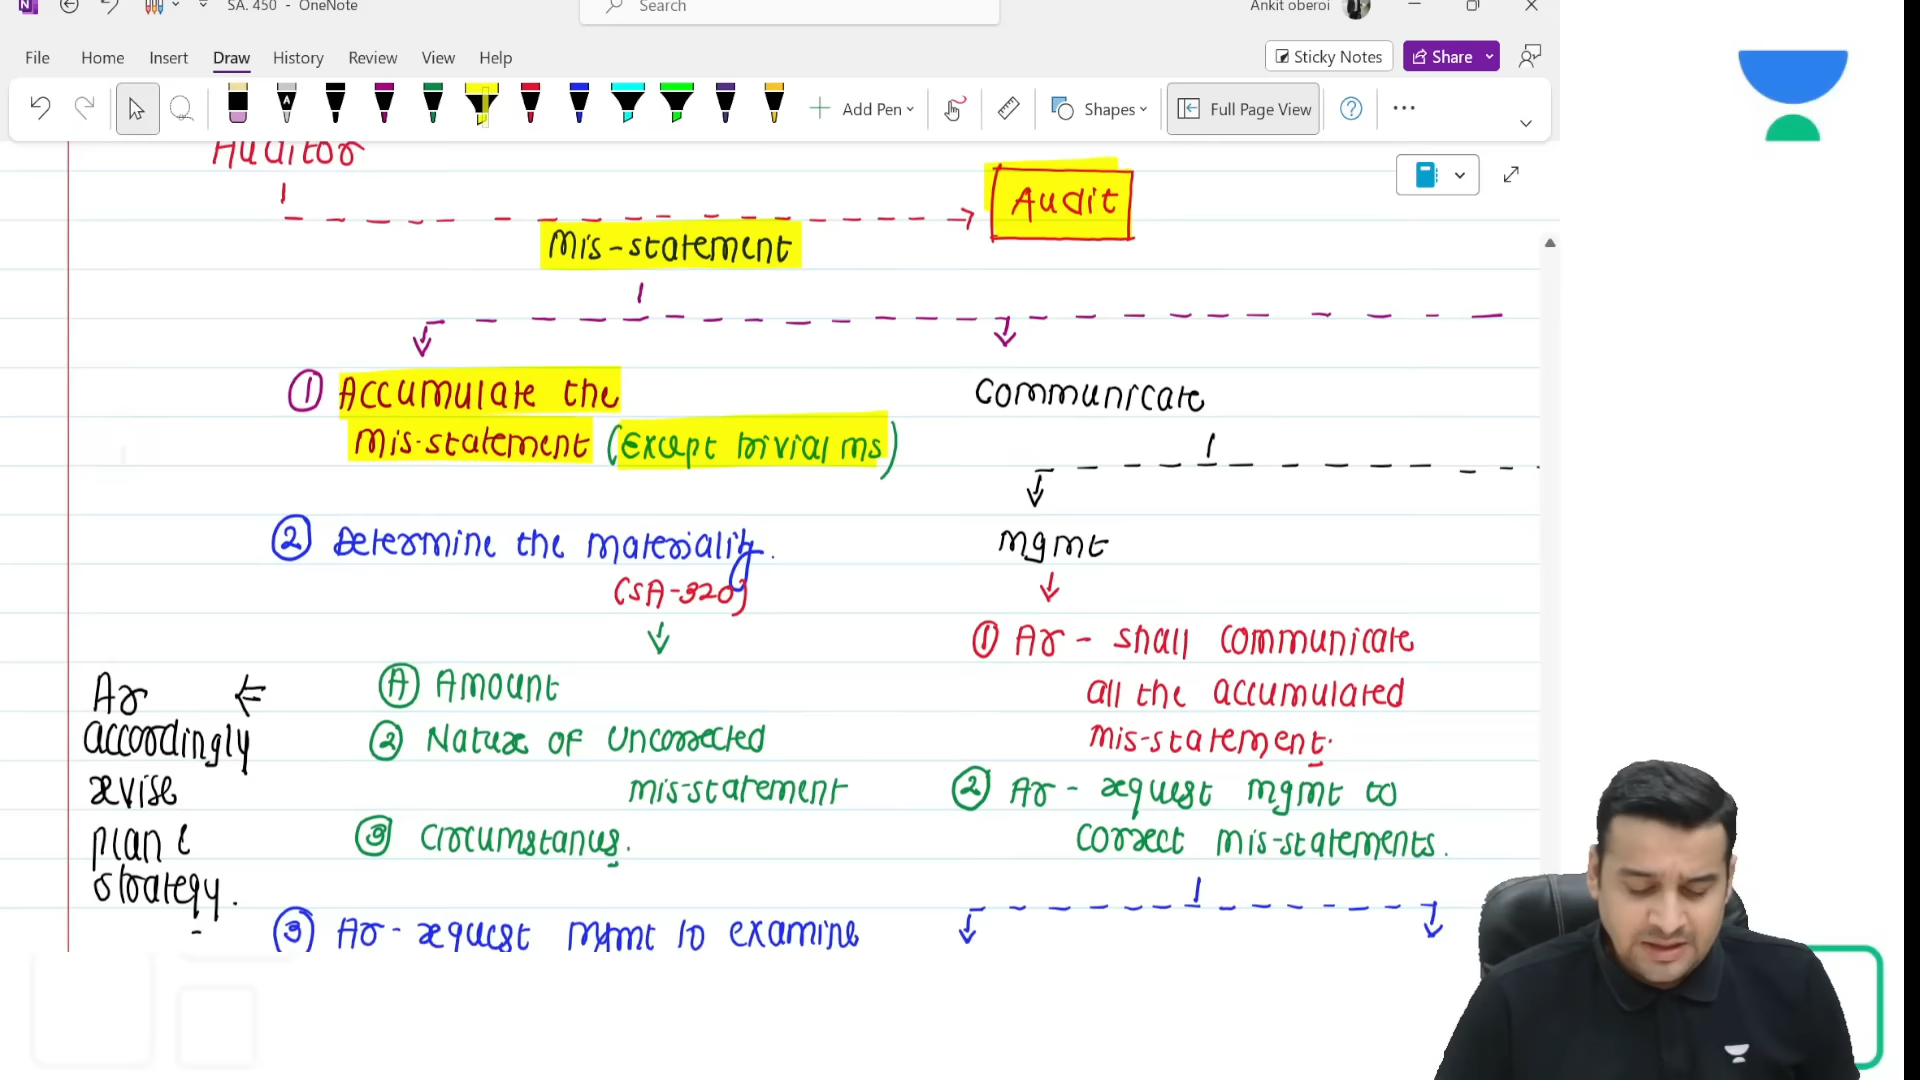 SA. 450 - OneNote
Search
Ankit oberoi
File Home Insert Draw History Review View Help
Sticky Notes
Share
Add Pen
Shapes
Full Page View
Auditor
Audit
Mis-statement
① Accumulate the
mis-statement (Except trivial ms)
② Determine the materiality.
(SA-320)
Ⓐ Amount
② Nature of Uncorrected
mis-statement
③ Circumstances.
Ar
accordingly
revise
plan &
strategy.
③ Ar - request mgmt to examine
Communicate
mgmt
① Ar - shall communicate
all the accumulated
mis-statement.
② Ar - request mgmt to
correct mis-statements.